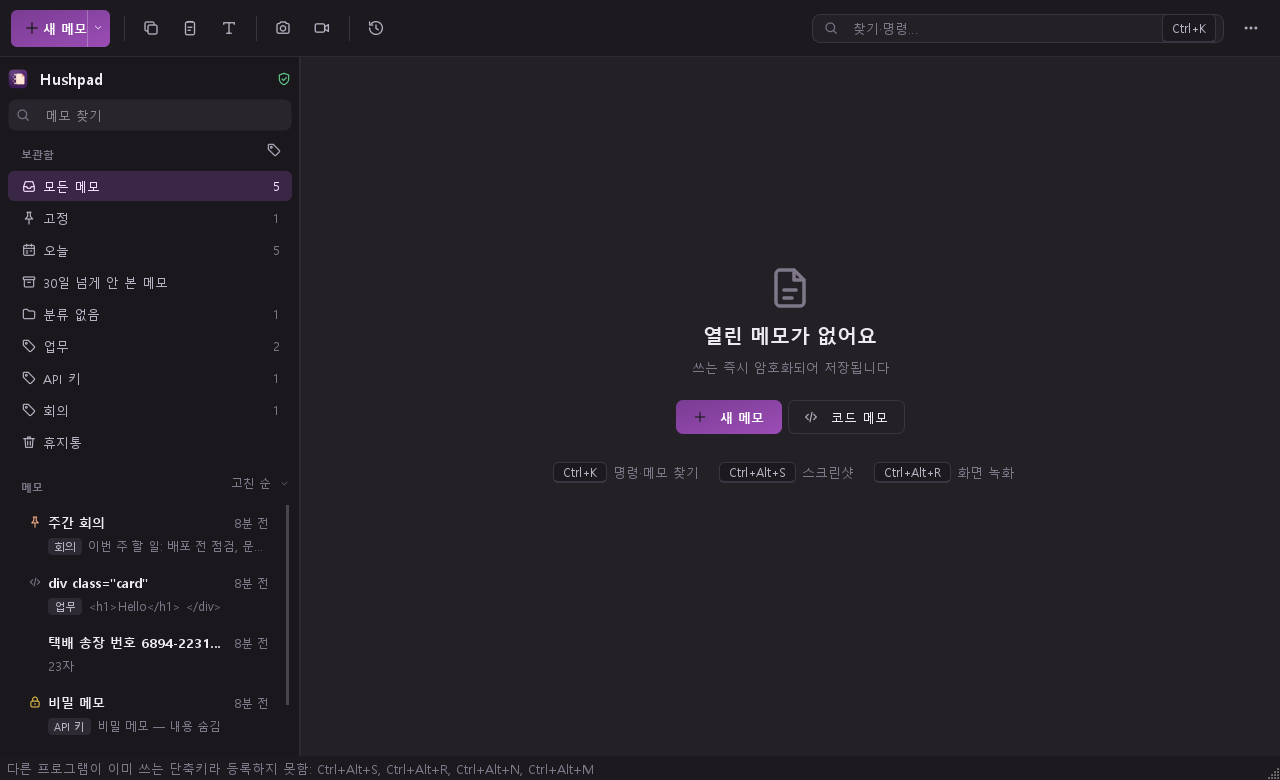 새 메모
찾기·명령...
Ctrl+K
Hushpad
메모 찾기
보관함
모든 메모 5
고정 1
오늘 5
30일 넘게 안 본 메모
분류 없음 1
업무 2
API 키 1
회의 1
휴지통
메모
고친 순
주간 회의 8분 전
회의 이번 주 할 일: 배포 전 점검, 문...
div class="card" 8분 전
업무 <h1>Hello</h1> </div>
택배 송장 번호 6894-2231... 8분 전
23자
비밀 메모 8분 전
API 키 비밀 메모 — 내용 숨김
열린 메모가 없어요
쓰는 즉시 암호화되어 저장됩니다
새 메모
코드 메모
Ctrl+K 명령·메모 찾기 Ctrl+Alt+S 스크린샷 Ctrl+Alt+R 화면 녹화
다른 프로그램이 이미 쓰는 단축키라 등록하지 못함: Ctrl+Alt+S, Ctrl+Alt+R, Ctrl+Alt+N, Ctrl+Alt+M